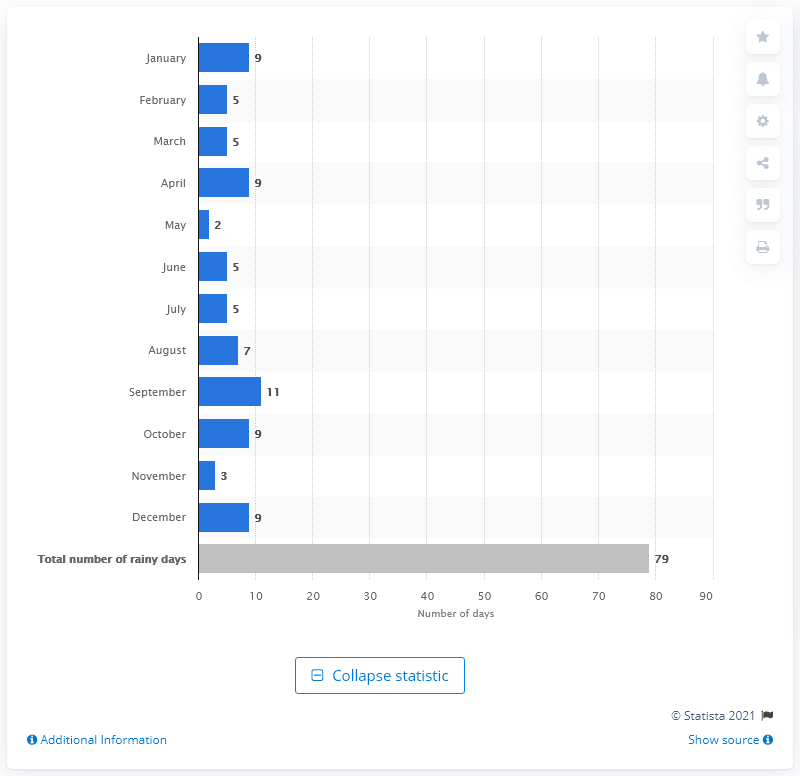 January 9
February 5
March 5
April 9
May 2
June 5
July 5
August 7
September 11
October 9
November 3
December 9
Total number of rainy days 79
0 10 20 30 40 50 60 70 80 90
Number of days
Collapse statistic
© Statista 2021
Additional Information
Show source